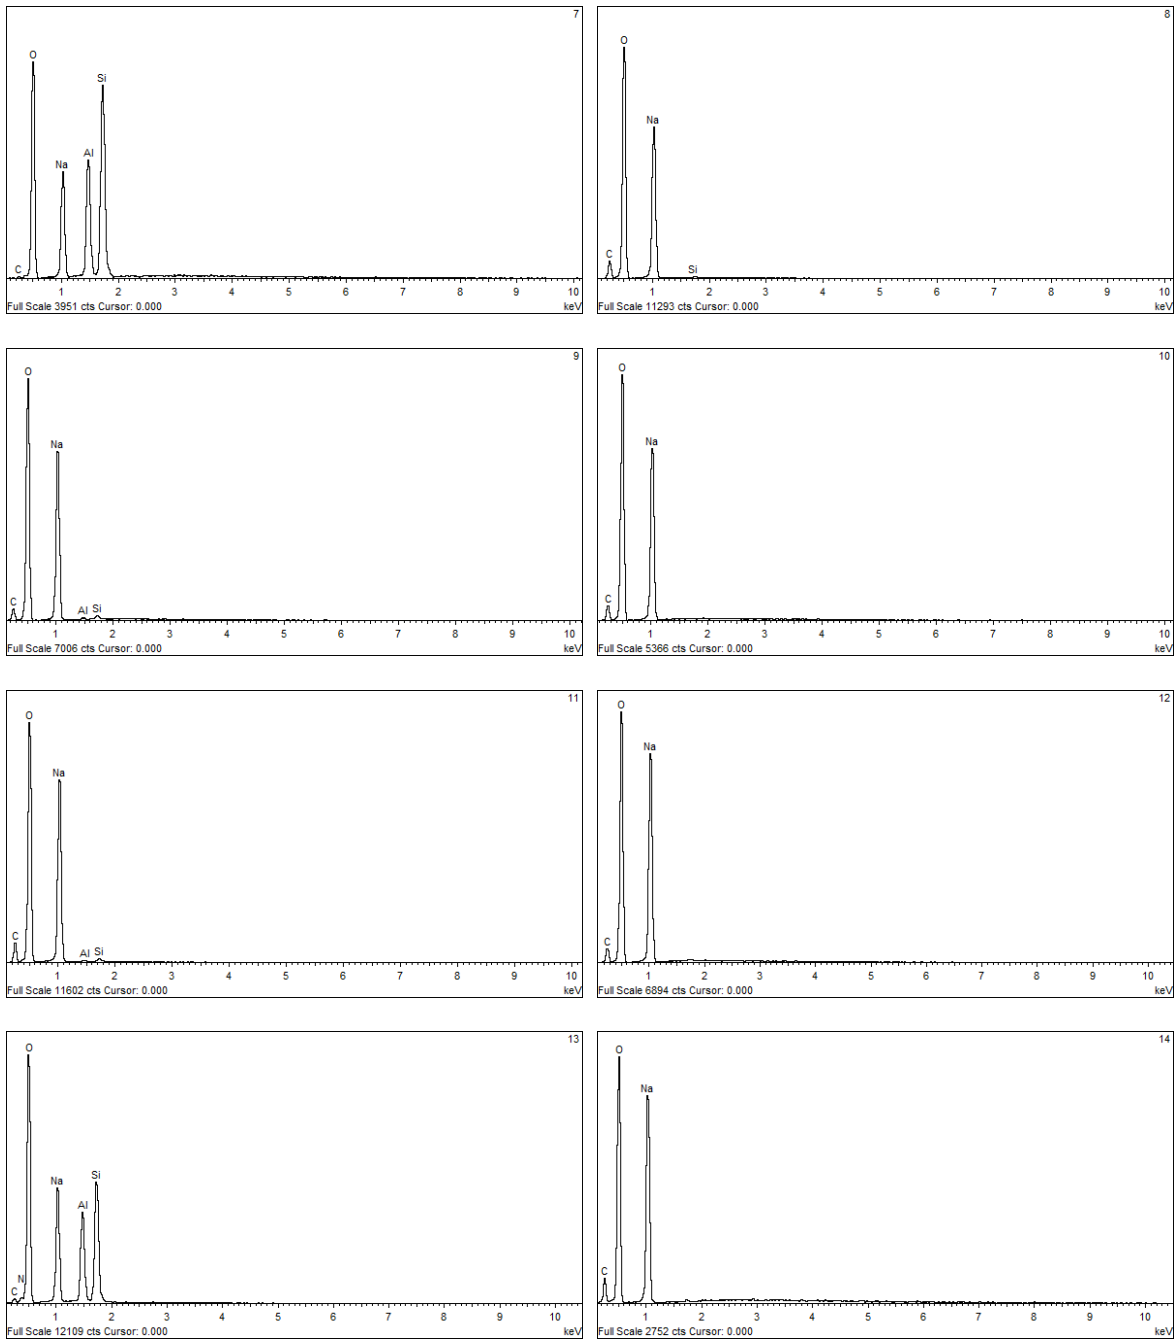 7
O
Si
Al
Na
C
1 2 3 4 5 6 7 8 9 10
Full Scale 3951 cts Cursor: 0.000 keV
8
O
Na
C
Si
1 2 3 4 5 6 7 8 9 10
Full Scale 11293 cts Cursor: 0.000 keV
9
O
Na
C
Al Si
1 2 3 4 5 6 7 8 9 10
Full Scale 7006 cts Cursor: 0.000 keV
10
O
Na
C
1 2 3 4 5 6 7 8 9 10
Full Scale 5366 cts Cursor: 0.000 keV
11
O
Na
C
Al Si
1 2 3 4 5 6 7 8 9 10
Full Scale 11602 cts Cursor: 0.000 keV
12
O
Na
C
1 2 3 4 5 6 7 8 9 10
Full Scale 6894 cts Cursor: 0.000 keV
13
O
Si
Na
Al
N
C
1 2 3 4 5 6 7 8 9 10
Full Scale 12109 cts Cursor: 0.000 keV
14
O
Na
C
1 2 3 4 5 6 7 8 9 10
Full Scale 2752 cts Cursor: 0.000 keV